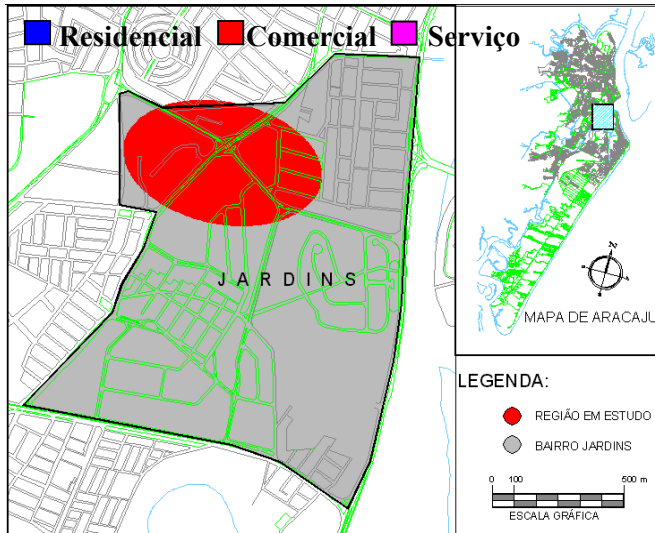 Residencial Comercial Serviço
JARDINS
MAPA DE ARACAJU
LEGENDA:
REGIÃO EM ESTUDO
BAIRRO JARDINS
0 100 500 m
ESCALA GRÁFICA